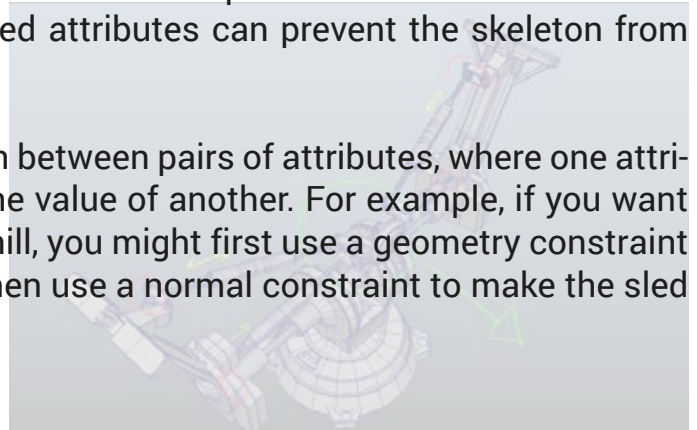 ed attributes can prevent the skeleton from
n between pairs of attributes, where one attri-
he value of another. For example, if you want
hill, you might first use a geometry constraint
hen use a normal constraint to make the sled